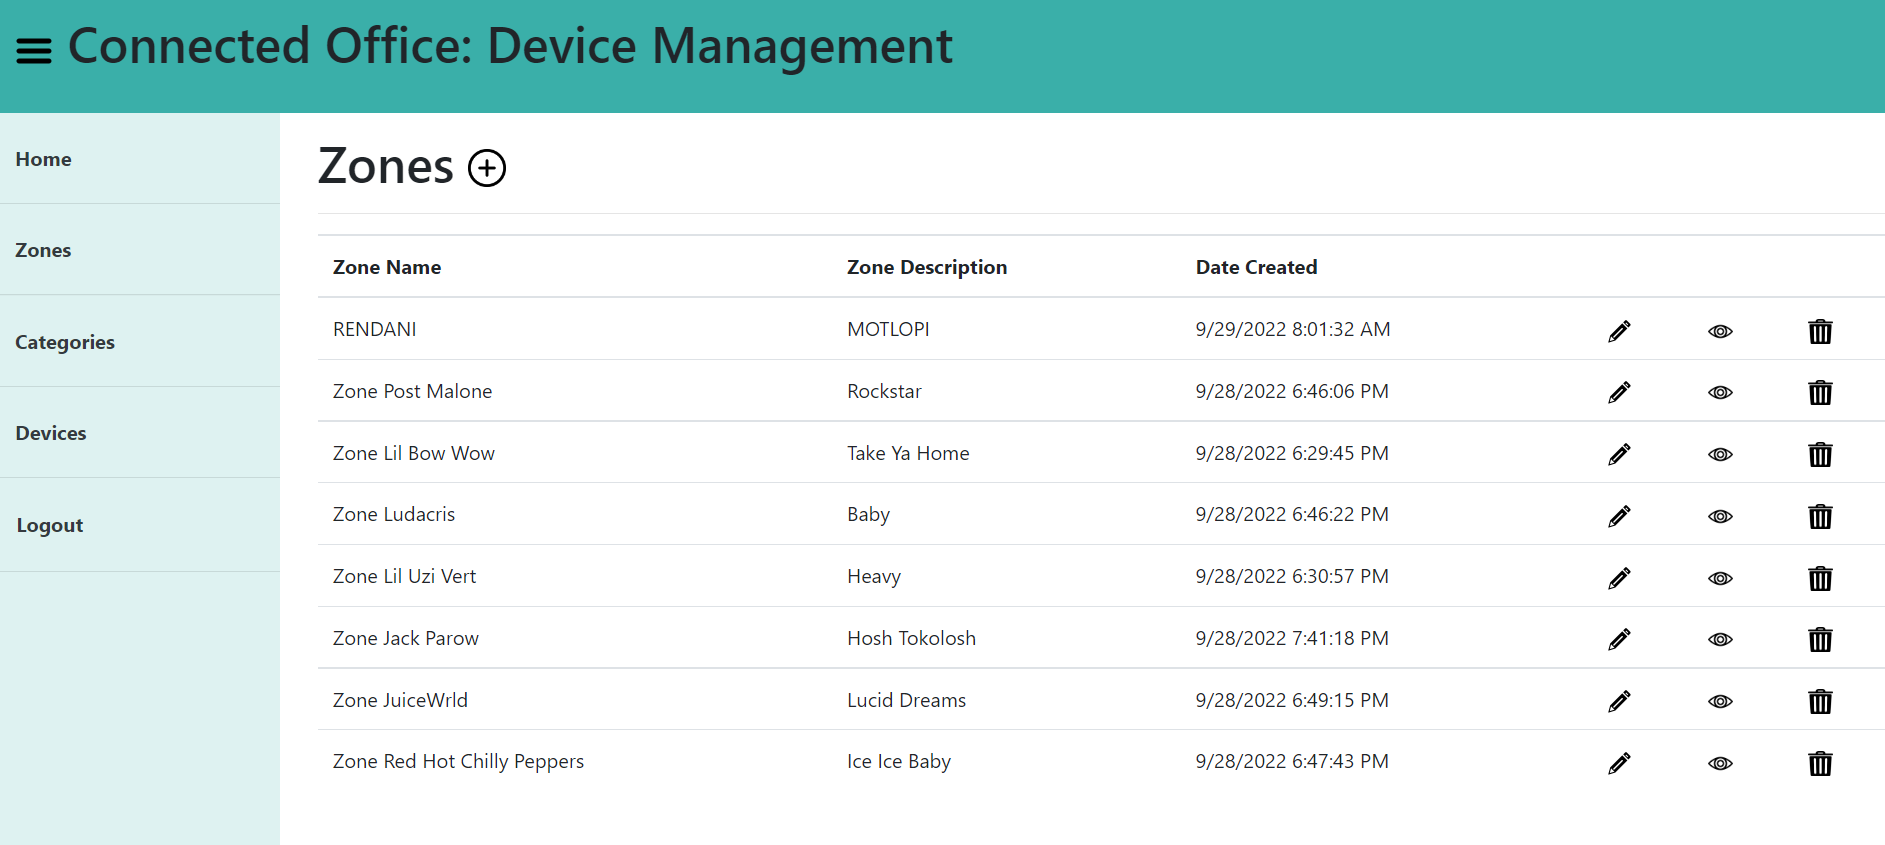 Connected Office: Device Management
Home
Zones
Categories
Devices
Logout
Zones
Zone Name Zone Description Date Created
RENDANI MOTLOPI 9/29/2022 8:01:32 AM
Zone Post Malone Rockstar 9/28/2022 6:46:06 PM
Zone Lil Bow Wow Take Ya Home 9/28/2022 6:29:45 PM
Zone Ludacris Baby 9/28/2022 6:46:22 PM
Zone Lil Uzi Vert Heavy 9/28/2022 6:30:57 PM
Zone Jack Parow Hosh Tokolosh 9/28/2022 7:41:18 PM
Zone JuiceWrld Lucid Dreams 9/28/2022 6:49:15 PM
Zone Red Hot Chilly Peppers Ice Ice Baby 9/28/2022 6:47:43 PM